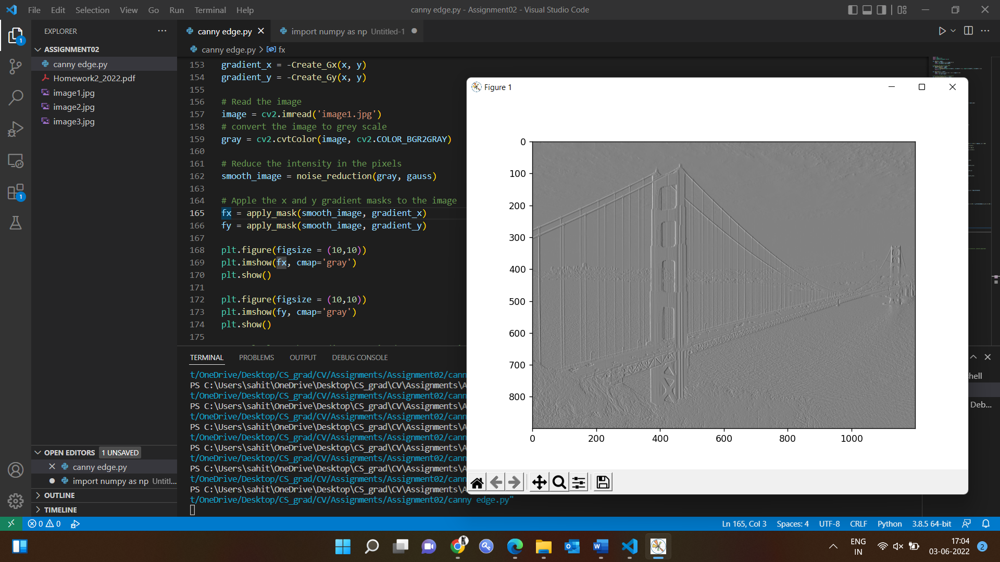 File Edit Selection View Go Run Terminal Help
canny edge.py - Assignment02 - Visual Studio Code
EXPLORER
ASSIGNMENT02
canny edge.py
Homework2_2022.pdf
image1.jpg
image2.jpg
image3.jpg
OPEN EDITORS 1 UNSAVED
canny edge.py
import numpy as np Untitl...
OUTLINE
TIMELINE
1
1
canny edge.py
import numpy as np Untitled-1
canny edge.py > fx
153 gradient_x = -Create_Gx(x, y)
154 gradient_y = -Create_Gy(x, y)
155
156 # Read the image
157 image = cv2.imread('image1.jpg')
158 # convert the image to grey scale
159 gray = cv2.cvtColor(image, cv2.COLOR_BGR2GRAY)
160
161 # Reduce the intensity in the pixels
162 smooth_image = noise_reduction(gray, gauss)
163
164 # Apple the x and y gradient masks to the image
165 fx = apply_mask(smooth_image, gradient_x)
166 fy = apply_mask(smooth_image, gradient_y)
167
168 plt.figure(figsize = (10,10))
169 plt.imshow(fx, cmap='gray')
170 plt.show()
171
172 plt.figure(figsize = (10,10))
173 plt.imshow(fy, cmap='gray')
174 plt.show()
175
TERMINAL PROBLEMS OUTPUT DEBUG CONSOLE
t/OneDrive/Desktop/CS_grad/CV/Assignments/Assignment02/cann
PS C:\Users\sahit\OneDrive\Desktop\CS_grad\CV\Assignments\A
t/OneDrive/Desktop/CS_grad/CV/Assignments/Assignment02/cann
PS C:\Users\sahit\OneDrive\Desktop\CS_grad\CV\Assignments\A
t/OneDrive/Desktop/CS_grad/CV/Assignments/Assignment02/cann
PS C:\Users\sahit\OneDrive\Desktop\CS_grad\CV\Assignments\A
t/OneDrive/Desktop/CS_grad/CV/Assignments/Assignment02/cann
PS C:\Users\sahit\OneDrive\Desktop\CS_grad\CV\Assignments\A
t/OneDrive/Desktop/CS_grad/CV/Assignments/Assignment02/cann
PS C:\Users\sahit\OneDrive\Desktop\CS_grad\CV\Assignments\A
t/OneDrive/Desktop/CS_grad/CV/Assignments/Assignment02/cann
PS C:\Users\sahit\OneDrive\Desktop\CS_grad\CV\Assignments\A
t/OneDrive/Desktop/CS_grad/CV/Assignments/Assignment02/canny edge.py"
hell
Deb...
Figure 1
0
100
200
300
400
500
600
700
800
0 200 400 600 800 1000
0 0
Ln 165, Col 3 Spaces: 4 UTF-8 CRLF Python 3.8.5 64-bit
ENG
IN
17:04
03-06-2022
2